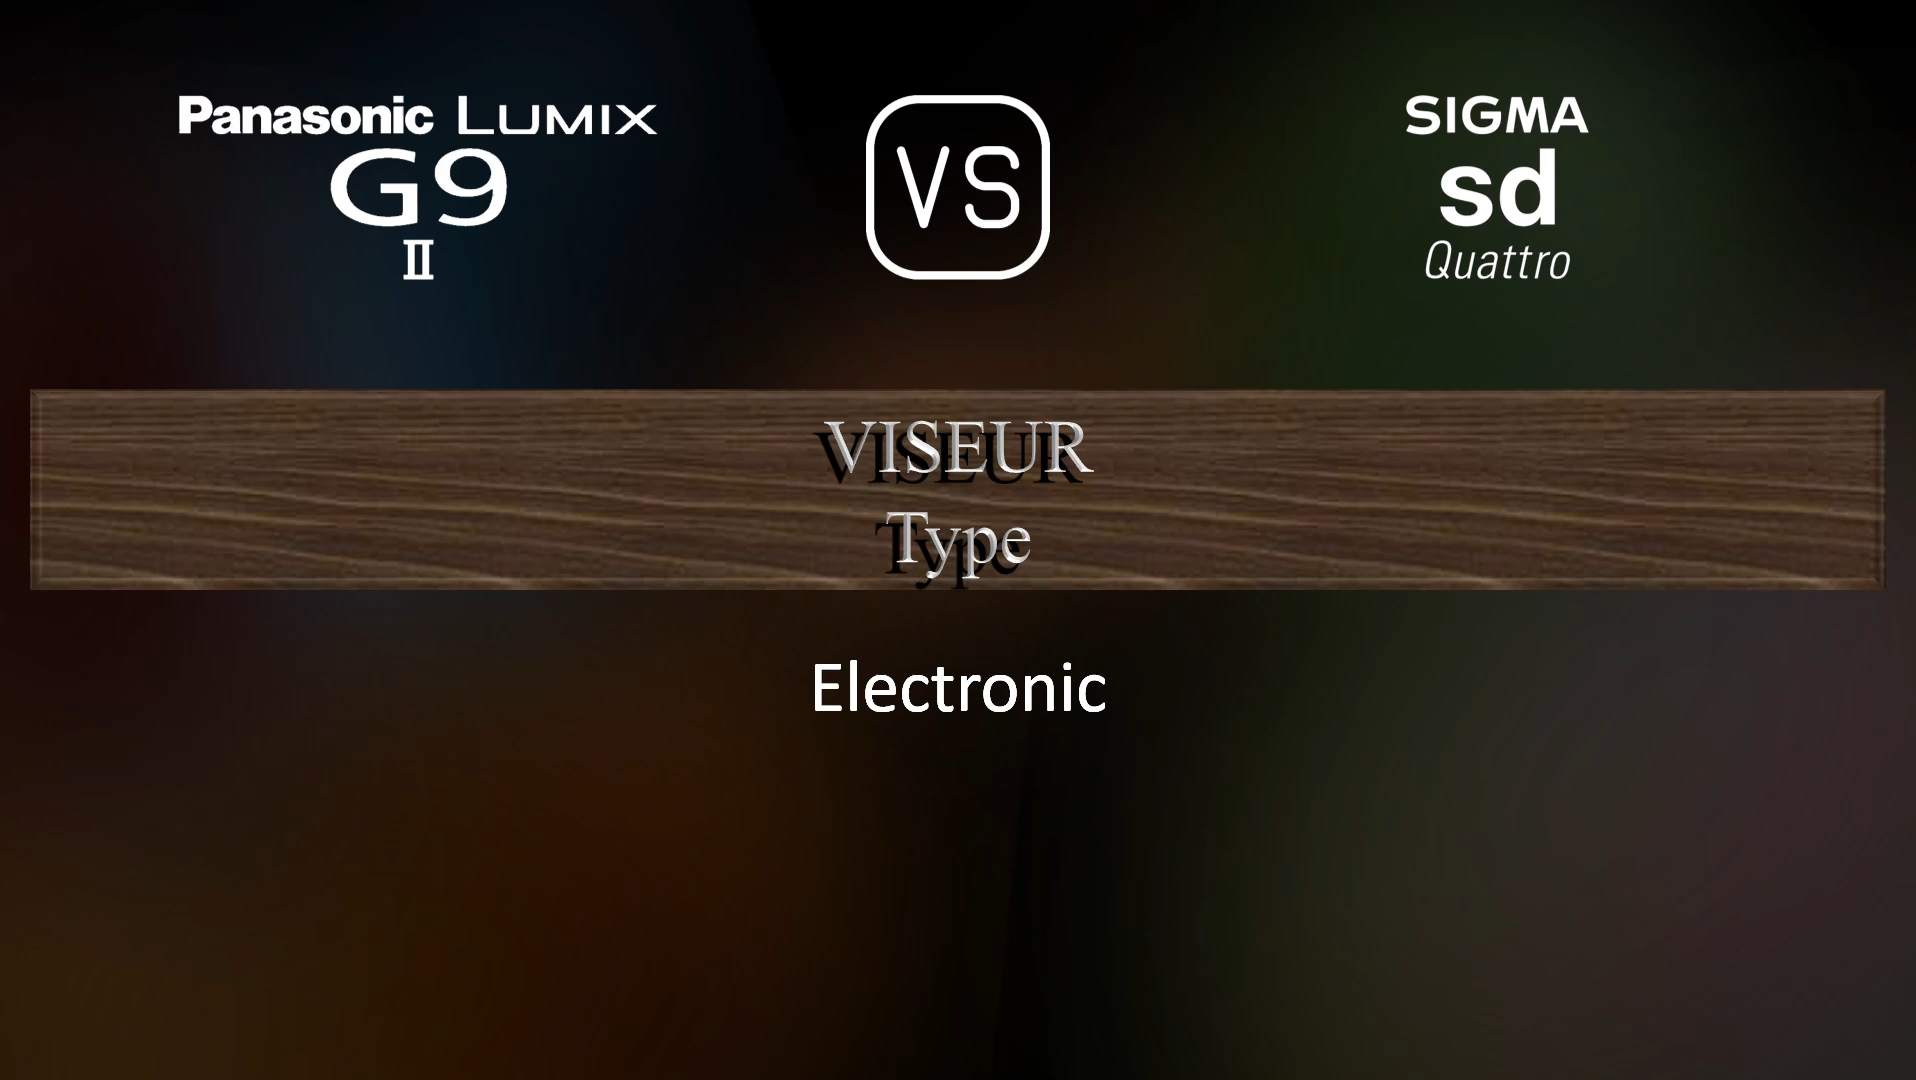 Panasonic LUMIX
G9
II
VS
SIGMA
sd
Quattro
VISEUR
Type
Electronic